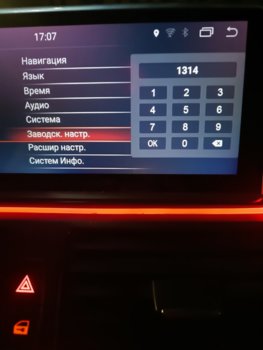 17:07
Навигация
Язык
Время
Аудио
Система
Заводск. настр.
Расшир настр.
Систем Инфо.
1314
1 2 3
4 5 6
7 8 9
OK 0